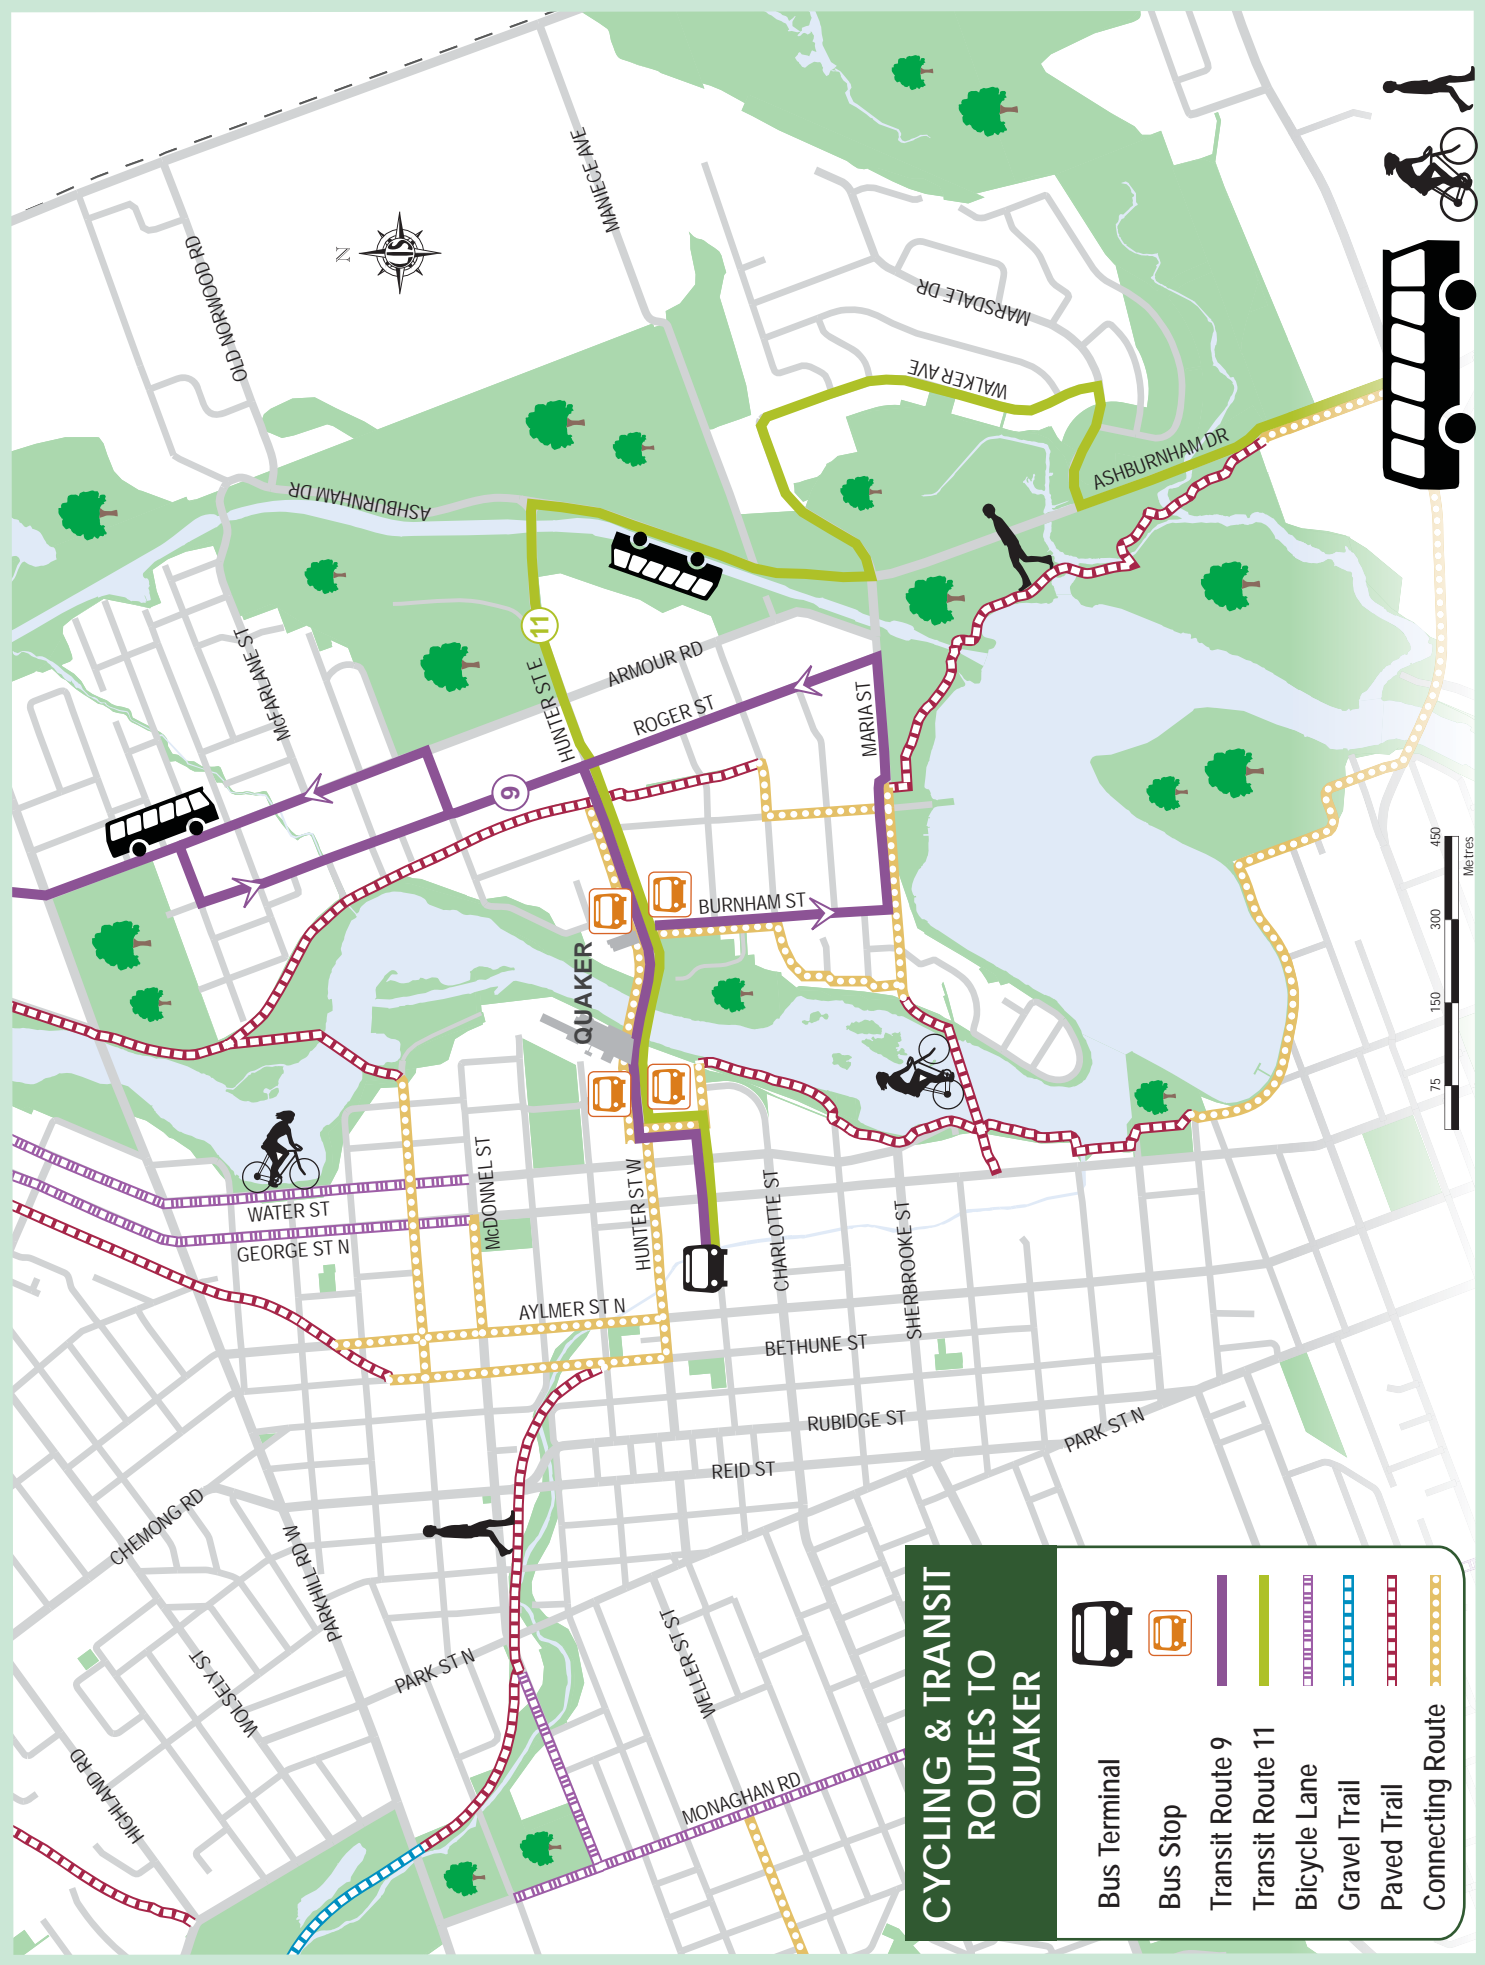 CYCLING & TRANSIT
ROUTES TO
QUAKER
Bus Terminal
Bus Stop
Transit Route 9
Transit Route 11
Bicycle Lane
Gravel Trail
Paved Trail
Connecting Route
HIGHLAND RD
WOLSELY ST
CHEMONG RD
PARKHILL RD W
PARK ST N
WELLER ST ST
MONAGHAN RD
REID ST
RUBIDGE ST
PARK ST N
BETHUNE ST
AYLMER ST N
GEORGE ST N
WATER ST
McDONNEL ST
HUNTER ST W
CHARLOTTE ST
SHERBROOKE ST
QUAKER
BURNHAM ST
MARIA ST
ROGER ST
ARMOUR RD
HUNTER ST E
9
11
McFARLANE ST
ASHBURNHAM DR
OLD NORWOOD RD
MANIECE AVE
MARSDALE DR
WALKER AVE
ASHBURNHAM DR
N
75
150
300
450
Metres